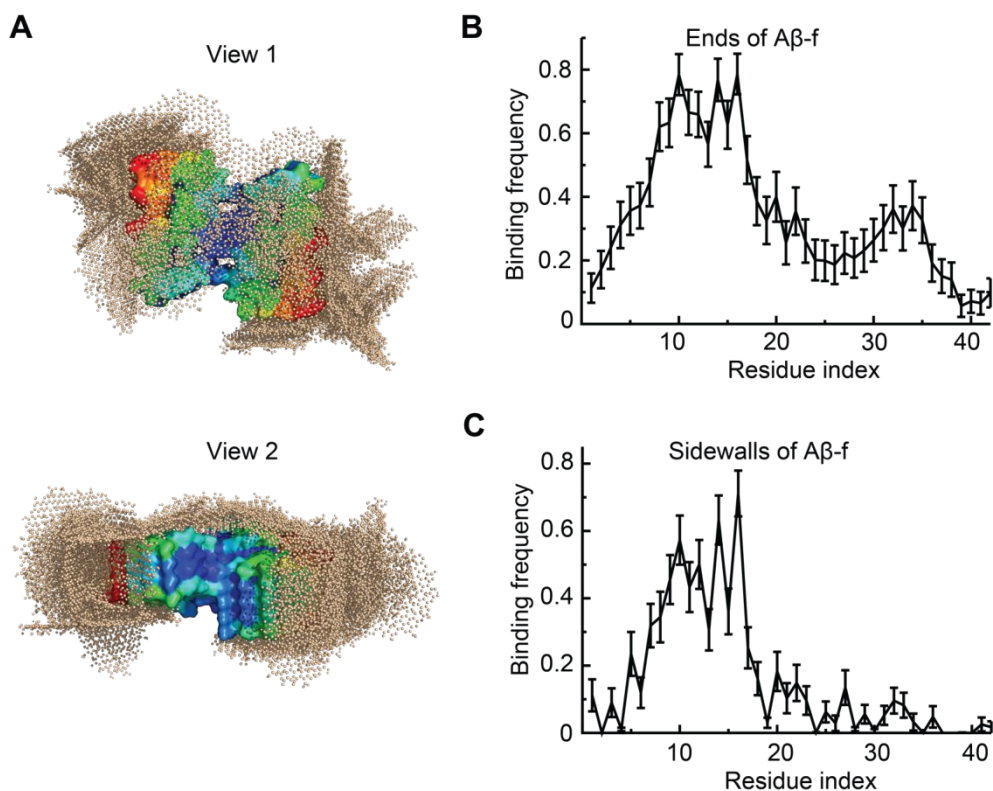 A
View 1
View 2
B
Ends of Aβ-f
Binding frequency
0.8
0.6
0.4
0.2
0
10
20
30
40
Residue index
C
Sidewalls of Aβ-f
Binding frequency
0.8
0.6
0.4
0.2
0
10
20
30
40
Residue index